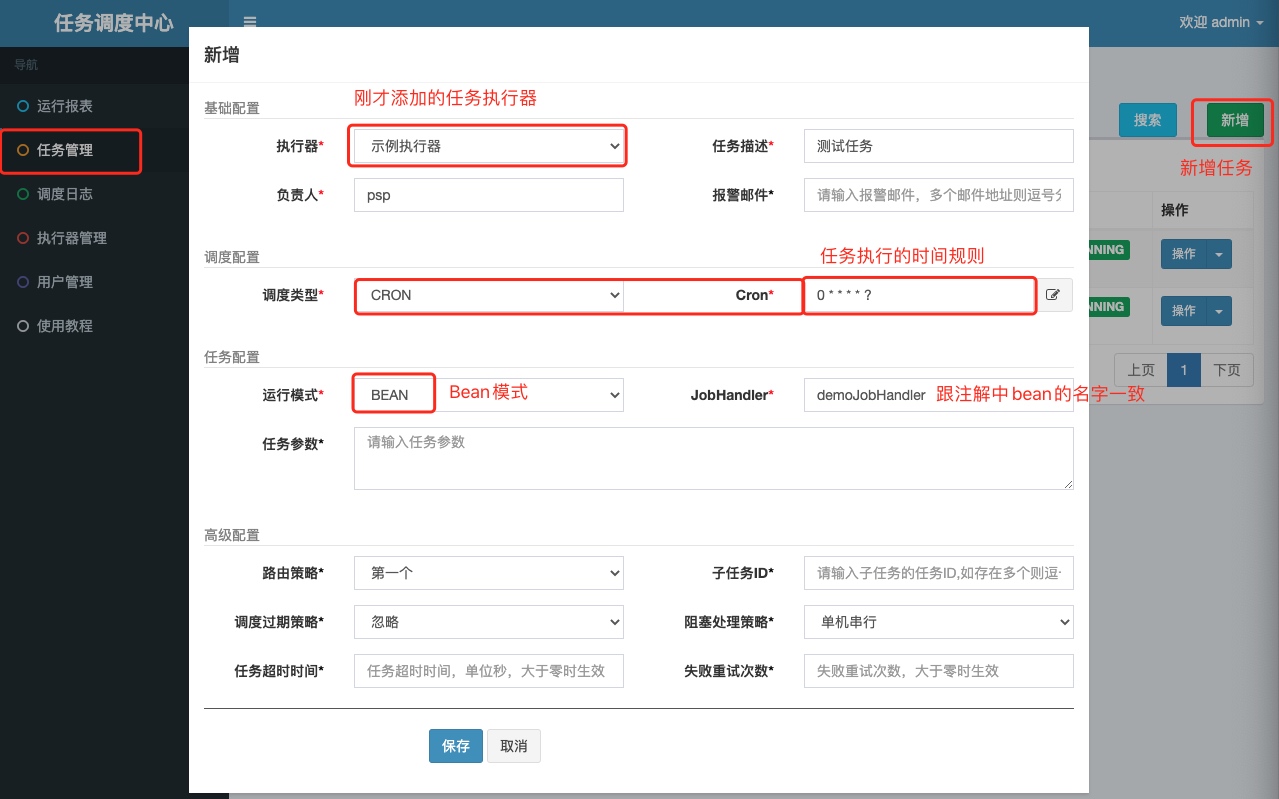 任务调度中心
欢迎 admin
导航
运行报表
任务管理
调度日志
执行器管理
用户管理
使用教程
搜索
新增
新增任务
操作
NNING
操作
NNING
操作
上页
1
下页
新增
基础配置
刚才添加的任务执行器
执行器*
示例执行器
任务描述*
测试任务
负责人*
psp
报警邮件*
请输入报警邮件，多个邮件地址则逗号分
调度配置
任务执行的时间规则
调度类型*
CRON
Cron*
0 * * * * ?
任务配置
运行模式*
BEAN
Bean模式
JobHandler*
demoJobHandler
跟注解中bean的名字一致
任务参数*
请输入任务参数
高级配置
路由策略*
第一个
子任务ID*
请输入子任务的任务ID,如存在多个则逗
调度过期策略*
忽略
阻塞处理策略*
单机串行
任务超时时间*
任务超时时间，单位秒，大于零时生效
失败重试次数*
失败重试次数，大于零时生效
保存
取消